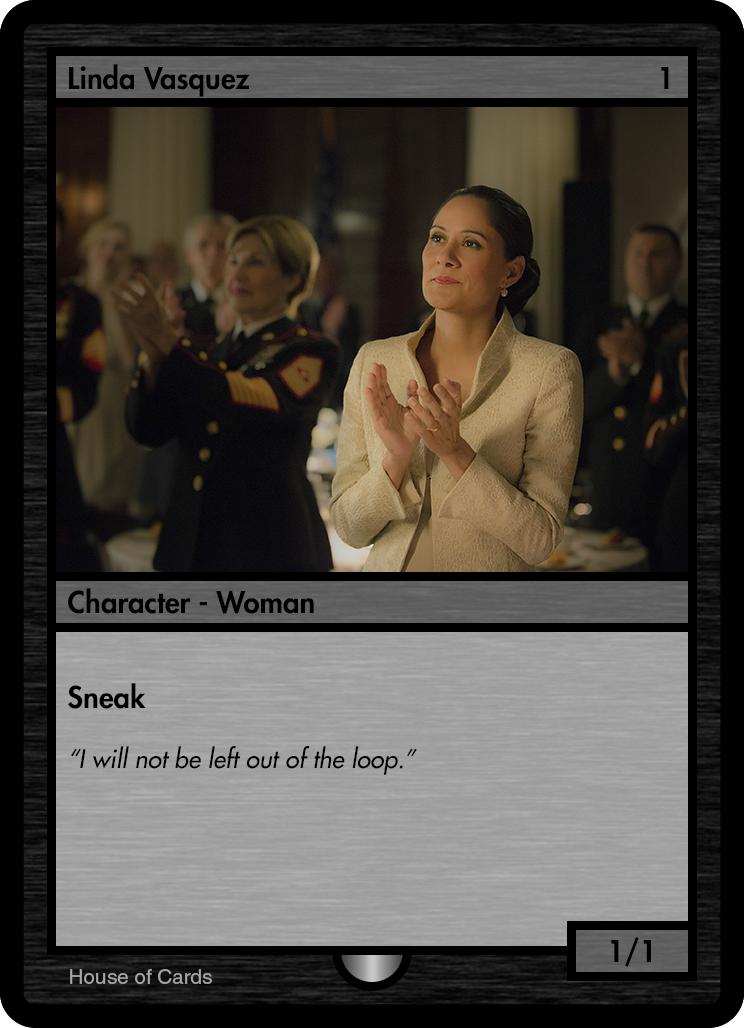 Linda Vasquez 1
Character - Woman
Sneak
“I will not be left out of the loop.”
1/1
House of Cards